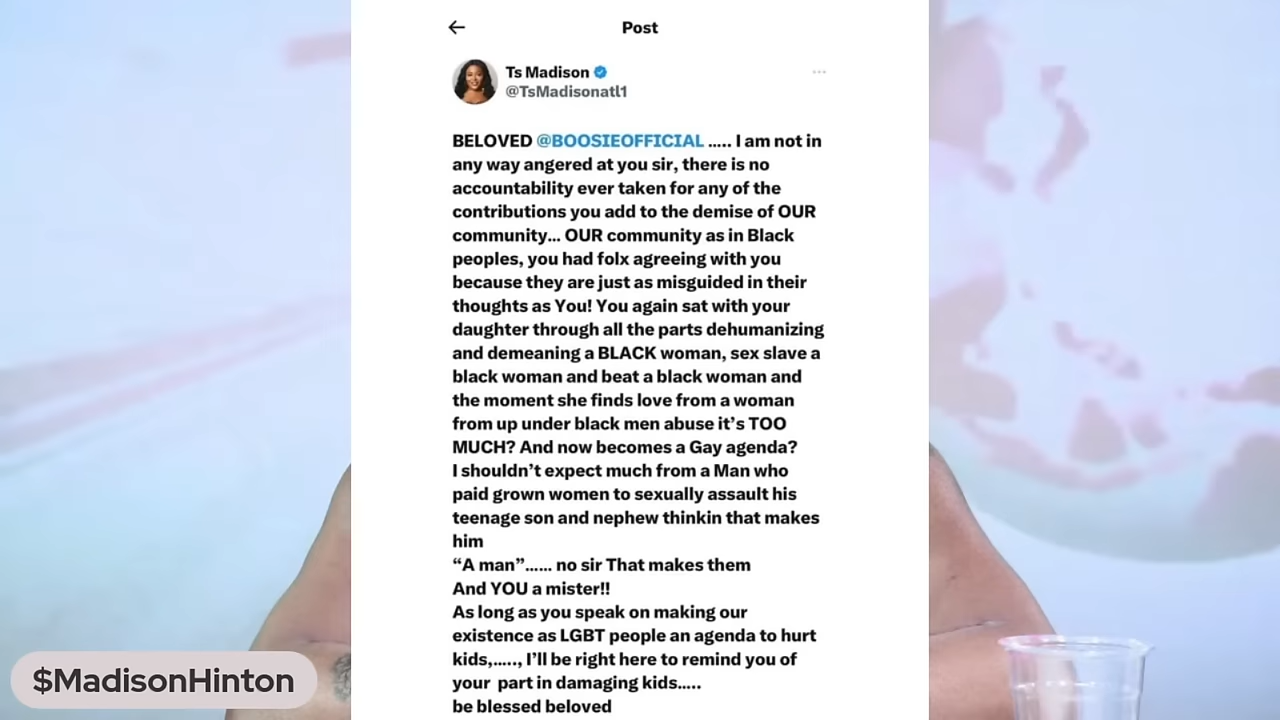 Post
Ts Madison
@TsMadisonatl1
BELOVED @BOOSIEOFFICIAL ..... I am not in
any way angered at you sir, there is no
accountability ever taken for any of the
contributions you add to the demise of OUR
community... OUR community as in Black
peoples, you had folx agreeing with you
because they are just as misguided in their
thoughts as You! You again sat with your
daughter through all the parts dehumanizing
and demeaning a BLACK woman, sex slave a
black woman and beat a black woman and
the moment she finds love from a woman
from up under black men abuse it's TOO
MUCH? And now becomes a Gay agenda?
I shouldn't expect much from a Man who
paid grown women to sexually assault his
teenage son and nephew thinkin that makes
him
“A man”...... no sir That makes them
And YOU a mister!!
As long as you speak on making our
existence as LGBT people an agenda to hurt
kids,....., I'll be right here to remind you of
your part in damaging kids.....
be blessed beloved
$MadisonHinton